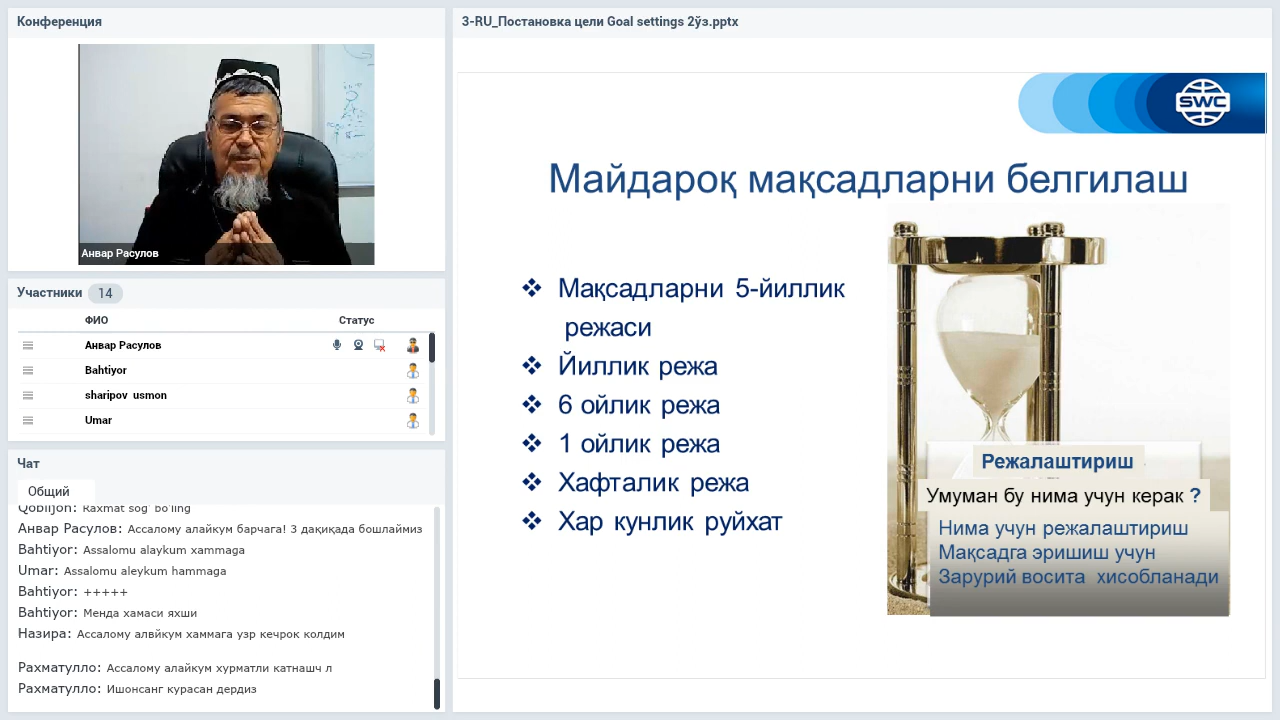 Конференция
Анвар Расулов
Участники 14
ФИО Статус
Анвар Расулов
Bahtiyor
sharipov usmon
Umar
Чат
Общий
Qobiljon: Raxmat sog' bo'ling
Анвар Расулов: Ассалому алайкум барчага! 3 дақиқада бошлаймиз
Bahtiyor: Assalomu alaykum xammaga
Umar: Assalomu aleykum hammaga
Bahtiyor: +++++
Bahtiyor: Менда хамаси яхши
Назира: Ассалому алвйкум хаммага узр кечрок колдим
Рахматулло: Ассалому алайкум хурматли катнашч л
Рахматулло: Ишонсанг курасан дердиз
3-RU_Постановка цели Goal settings 2ўз.pptx
SWC
Майдароқ мақсадларни белгилаш
❖ Мақсадларни 5-йиллик
режаси
❖ Йиллик режа
❖ 6 ойлик режа
❖ 1 ойлик режа
❖ Хафталик режа
❖ Хар кунлик руйхат
Режалаштириш
Умуман бу нима учун керак ?
Нима учун режалаштириш
Мақсадга эришиш учун
Зарурий восита хисобланади